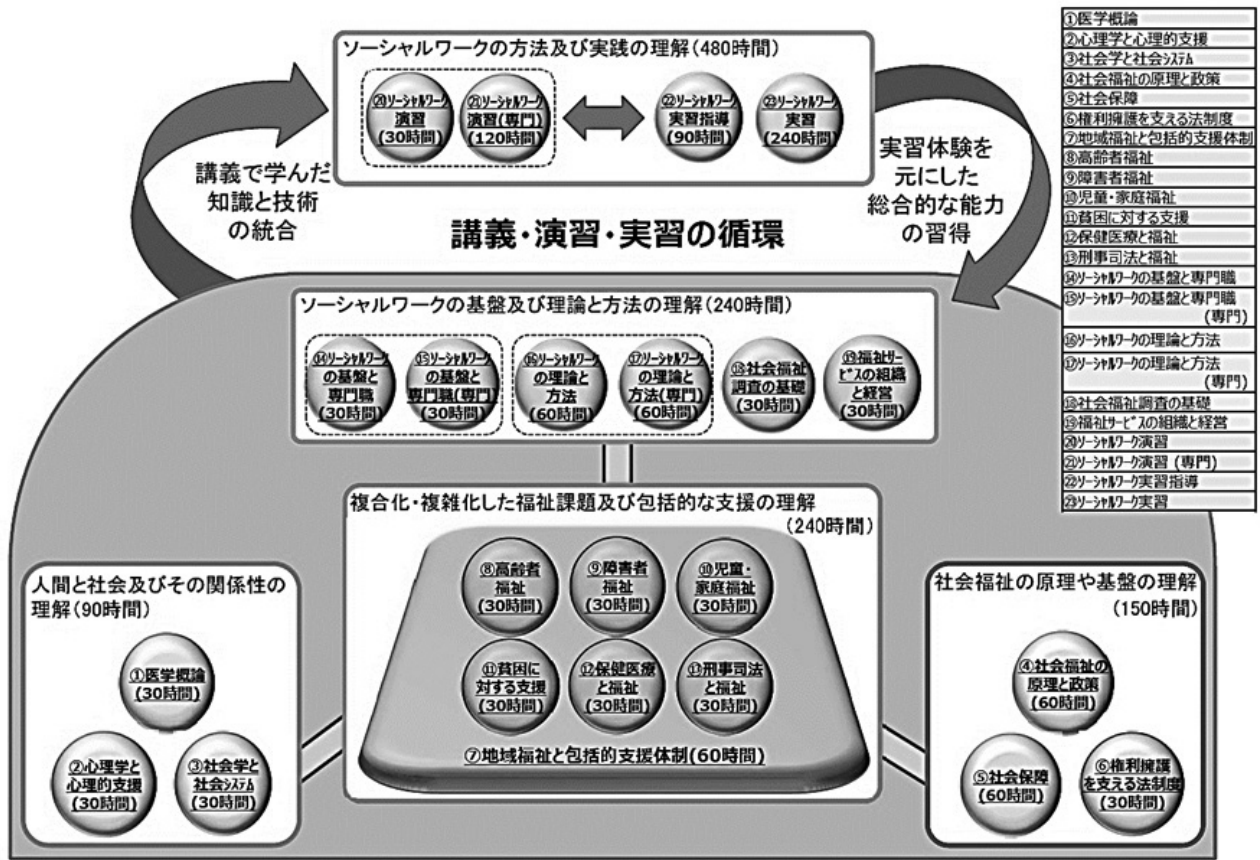 ソーシャルワークの方法及び実践の理解(480時間)
⑳ソーシャルワーク
演習
(30時間)
㉑ソーシャルワーク
演習(専門)
(120時間)
㉒ソーシャルワーク
実習指導
(90時間)
㉓ソーシャルワーク
実習
(240時間)
講義で学んだ
知識と技術
の統合
実習体験を
元にした
総合的な能力
の習得
講義・演習・実習の循環
ソーシャルワークの基盤及び理論と方法の理解(240時間)
⑭ソーシャルワーク
の基盤と
専門職
(30時間)
⑮ソーシャルワーク
の基盤と
専門職(専門)
(30時間)
⑯ソーシャルワーク
の理論と
方法
(60時間)
⑰ソーシャルワーク
の理論と
方法(専門)
(60時間)
⑱社会福祉
調査の基礎
(30時間)
⑲福祉サー
ビスの組織
と経営
(30時間)
複合化・複雑化した福祉課題及び包括的な支援の理解
(240時間)
⑧高齢者
福祉
(30時間)
⑨障害者
福祉
(30時間)
⑩児童・
家庭福祉
(30時間)
⑪貧困に
対する支援
(30時間)
⑫保健医療
と福祉
(30時間)
⑬刑事司法
と福祉
(30時間)
⑦地域福祉と包括的支援体制(60時間)
人間と社会及びその関係性の
理解(90時間)
①医学概論
(30時間)
②心理学と
心理的支援
(30時間)
③社会学と
社会システム
(30時間)
社会福祉の原理や基盤の理解
(150時間)
④社会福祉の
原理と政策
(60時間)
⑤社会保障
(60時間)
⑥権利擁護
を支える法制度
(30時間)
①医学概論
②心理学と心理的支援
③社会学と社会システム
④社会福祉の原理と政策
⑤社会保障
⑥権利擁護を支える法制度
⑦地域福祉と包括的支援体制
⑧高齢者福祉
⑨障害者福祉
⑩児童・家庭福祉
⑪貧困に対する支援
⑫保健医療と福祉
⑬刑事司法と福祉
⑭ソーシャルワークの基盤と専門職
⑮ソーシャルワークの基盤と専門職
(専門)
⑯ソーシャルワークの理論と方法
⑰ソーシャルワークの理論と方法
(専門)
⑱社会福祉調査の基礎
⑲福祉サービスの組織と経営
⑳ソーシャルワーク演習
㉑ソーシャルワーク演習(専門)
㉒ソーシャルワーク実習指導
㉓ソーシャルワーク実習